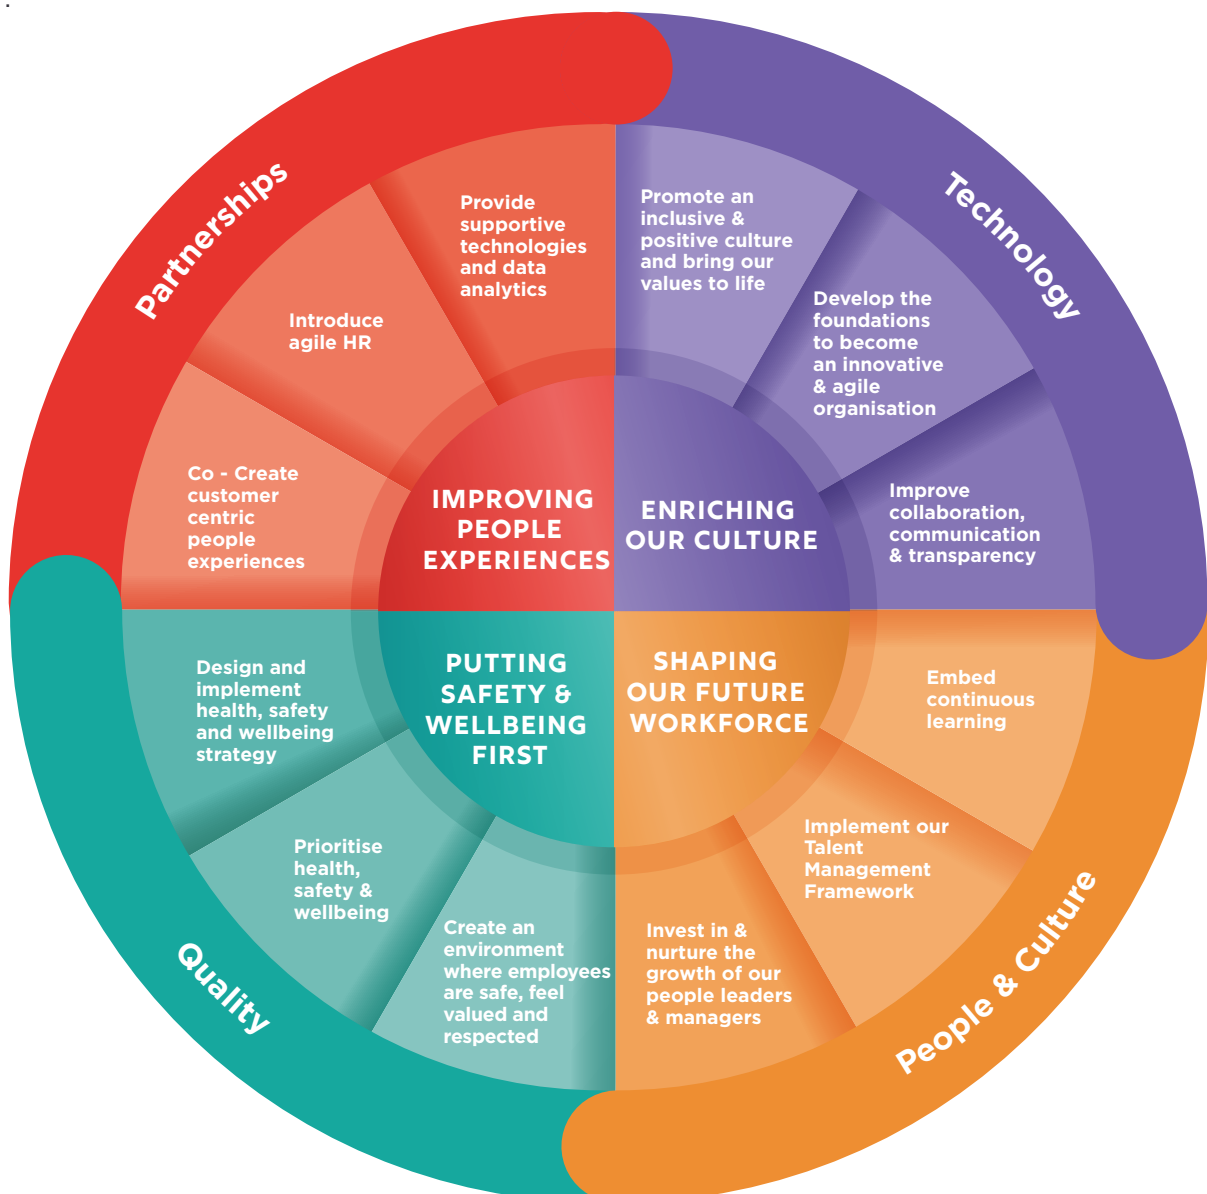 .
Partnerships
Technology
Provide
supportive
technologies
and data
analytics
Promote an
inclusive &
positive culture
and bring our
values to life
Introduce
agile HR
Develop the
foundations
to become
an innovative
& agile
organisation
Co - Create
customer
centric
people
experiences
Improve
collaboration,
communication
& transparency
IMPROVING
PEOPLE
EXPERIENCES
ENRICHING
OUR CULTURE
PUTTING
SAFETY &
WELLBEING
FIRST
SHAPING
OUR FUTURE
WORKFORCE
Design and
implement
health, safety
and wellbeing
strategy
Embed
continuous
learning
Prioritise
health,
safety &
wellbeing
Implement our
Talent
Management
Framework
Create an
environment
where employees
are safe, feel
valued and
respected
Invest in &
nurture the
growth of our
people leaders
& managers
Quality
People & Culture